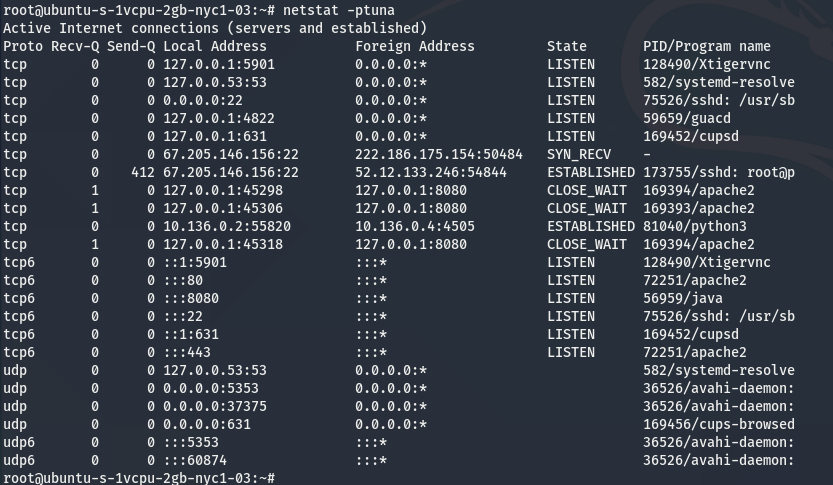 root@ubuntu-s-1vcpu-2gb-nyc1-03:~# netstat -ptuna
Active Internet connections (servers and established)
Proto Recv-Q Send-Q Local Address           Foreign Address         State       PID/Program name
tcp        0      0 127.0.0.1:5901          0.0.0.0:*               LISTEN      128490/Xtigervnc
tcp        0      0 127.0.0.53:53           0.0.0.0:*               LISTEN      582/systemd-resolve
tcp        0      0 0.0.0.0:22              0.0.0.0:*               LISTEN      75526/sshd: /usr/sb
tcp        0      0 127.0.0.1:4822          0.0.0.0:*               LISTEN      59659/guacd
tcp        0      0 127.0.0.1:631           0.0.0.0:*               LISTEN      169452/cupsd
tcp        0      0 67.205.146.156:22       222.186.175.154:50484   SYN_RECV    -
tcp        0    412 67.205.146.156:22       52.12.133.246:54844     ESTABLISHED 173755/sshd: root@p
tcp        1      0 127.0.0.1:45298         127.0.0.1:8080          CLOSE_WAIT  169394/apache2
tcp        1      0 127.0.0.1:45306         127.0.0.1:8080          CLOSE_WAIT  169393/apache2
tcp        0      0 10.136.0.2:55820        10.136.0.4:4505         ESTABLISHED 81040/python3
tcp        1      0 127.0.0.1:45318         127.0.0.1:8080          CLOSE_WAIT  169394/apache2
tcp6       0      0 ::1:5901                :::*                    LISTEN      128490/Xtigervnc
tcp6       0      0 :::80                   :::*                    LISTEN      72251/apache2
tcp6       0      0 :::8080                 :::*                    LISTEN      56959/java
tcp6       0      0 :::22                   :::*                    LISTEN      75526/sshd: /usr/sb
tcp6       0      0 ::1:631                 :::*                    LISTEN      169452/cupsd
tcp6       0      0 :::443                  :::*                    LISTEN      72251/apache2
udp        0      0 127.0.0.53:53           0.0.0.0:*                           582/systemd-resolve
udp        0      0 0.0.0.0:5353            0.0.0.0:*                           36526/avahi-daemon:
udp        0      0 0.0.0.0:37375           0.0.0.0:*                           36526/avahi-daemon:
udp        0      0 0.0.0.0:631             0.0.0.0:*                           169456/cups-browsed
udp6       0      0 :::5353                 :::*                                36526/avahi-daemon:
udp6       0      0 :::60874                :::*                                36526/avahi-daemon:
root@ubuntu-s-1vcpu-2gb-nyc1-03:~#